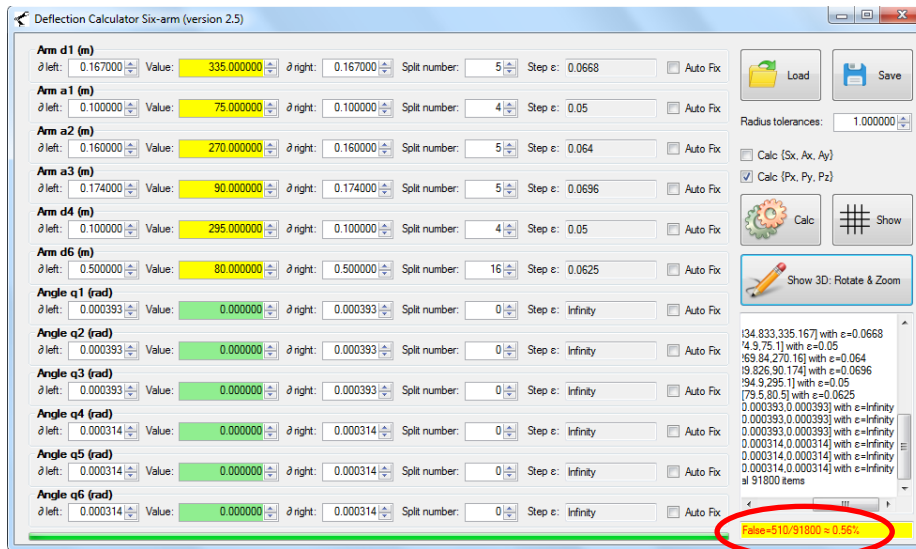 Deflection Calculator Six-arm (version 2.5)
Arm d1 (m)
∂ left: 0.167000 Value: 335.000000 ∂ right: 0.167000 Split number: 5 Step ε: 0.0668 Auto Fix
Arm a1 (m)
∂ left: 0.100000 Value: 75.000000 ∂ right: 0.100000 Split number: 4 Step ε: 0.05 Auto Fix
Arm a2 (m)
∂ left: 0.160000 Value: 270.000000 ∂ right: 0.160000 Split number: 5 Step ε: 0.064 Auto Fix
Arm a3 (m)
∂ left: 0.174000 Value: 90.000000 ∂ right: 0.174000 Split number: 5 Step ε: 0.0696 Auto Fix
Arm d4 (m)
∂ left: 0.100000 Value: 295.000000 ∂ right: 0.100000 Split number: 4 Step ε: 0.05 Auto Fix
Arm d6 (m)
∂ left: 0.500000 Value: 80.000000 ∂ right: 0.500000 Split number: 16 Step ε: 0.0625 Auto Fix
Angle q1 (rad)
∂ left: 0.000393 Value: 0.000000 ∂ right: 0.000393 Split number: 0 Step ε: Infinity Auto Fix
Angle q2 (rad)
∂ left: 0.000393 Value: 0.000000 ∂ right: 0.000393 Split number: 0 Step ε: Infinity Auto Fix
Angle q3 (rad)
∂ left: 0.000393 Value: 0.000000 ∂ right: 0.000393 Split number: 0 Step ε: Infinity Auto Fix
Angle q4 (rad)
∂ left: 0.000314 Value: 0.000000 ∂ right: 0.000314 Split number: 0 Step ε: Infinity Auto Fix
Angle q5 (rad)
∂ left: 0.000314 Value: 0.000000 ∂ right: 0.000314 Split number: 0 Step ε: Infinity Auto Fix
Angle q6 (rad)
∂ left: 0.000314 Value: 0.000000 ∂ right: 0.000314 Split number: 0 Step ε: Infinity Auto Fix
Load Save
Radius tolerances: 1.000000
Calc {Sx, Ax, Ay}
Calc {Px, Py, Pz}
Calc Show
Show 3D: Rotate & Zoom
34.833,335.167] with ε=0.0668
4.9,75.1] with ε=0.05
69.84,270.16] with ε=0.064
9.826,90.174] with ε=0.0696
94.9,295.1] with ε=0.05
[79.5,80.5] with ε=0.0625
0.000393,0.000393] with ε=Infinity
0.000393,0.000393] with ε=Infinity
0.000393,0.000393] with ε=Infinity
0.000314,0.000314] with ε=Infinity
0.000314,0.000314] with ε=Infinity
0.000314,0.000314] with ε=Infinity
al 91800 items
False=510/91800 ≈ 0.56%